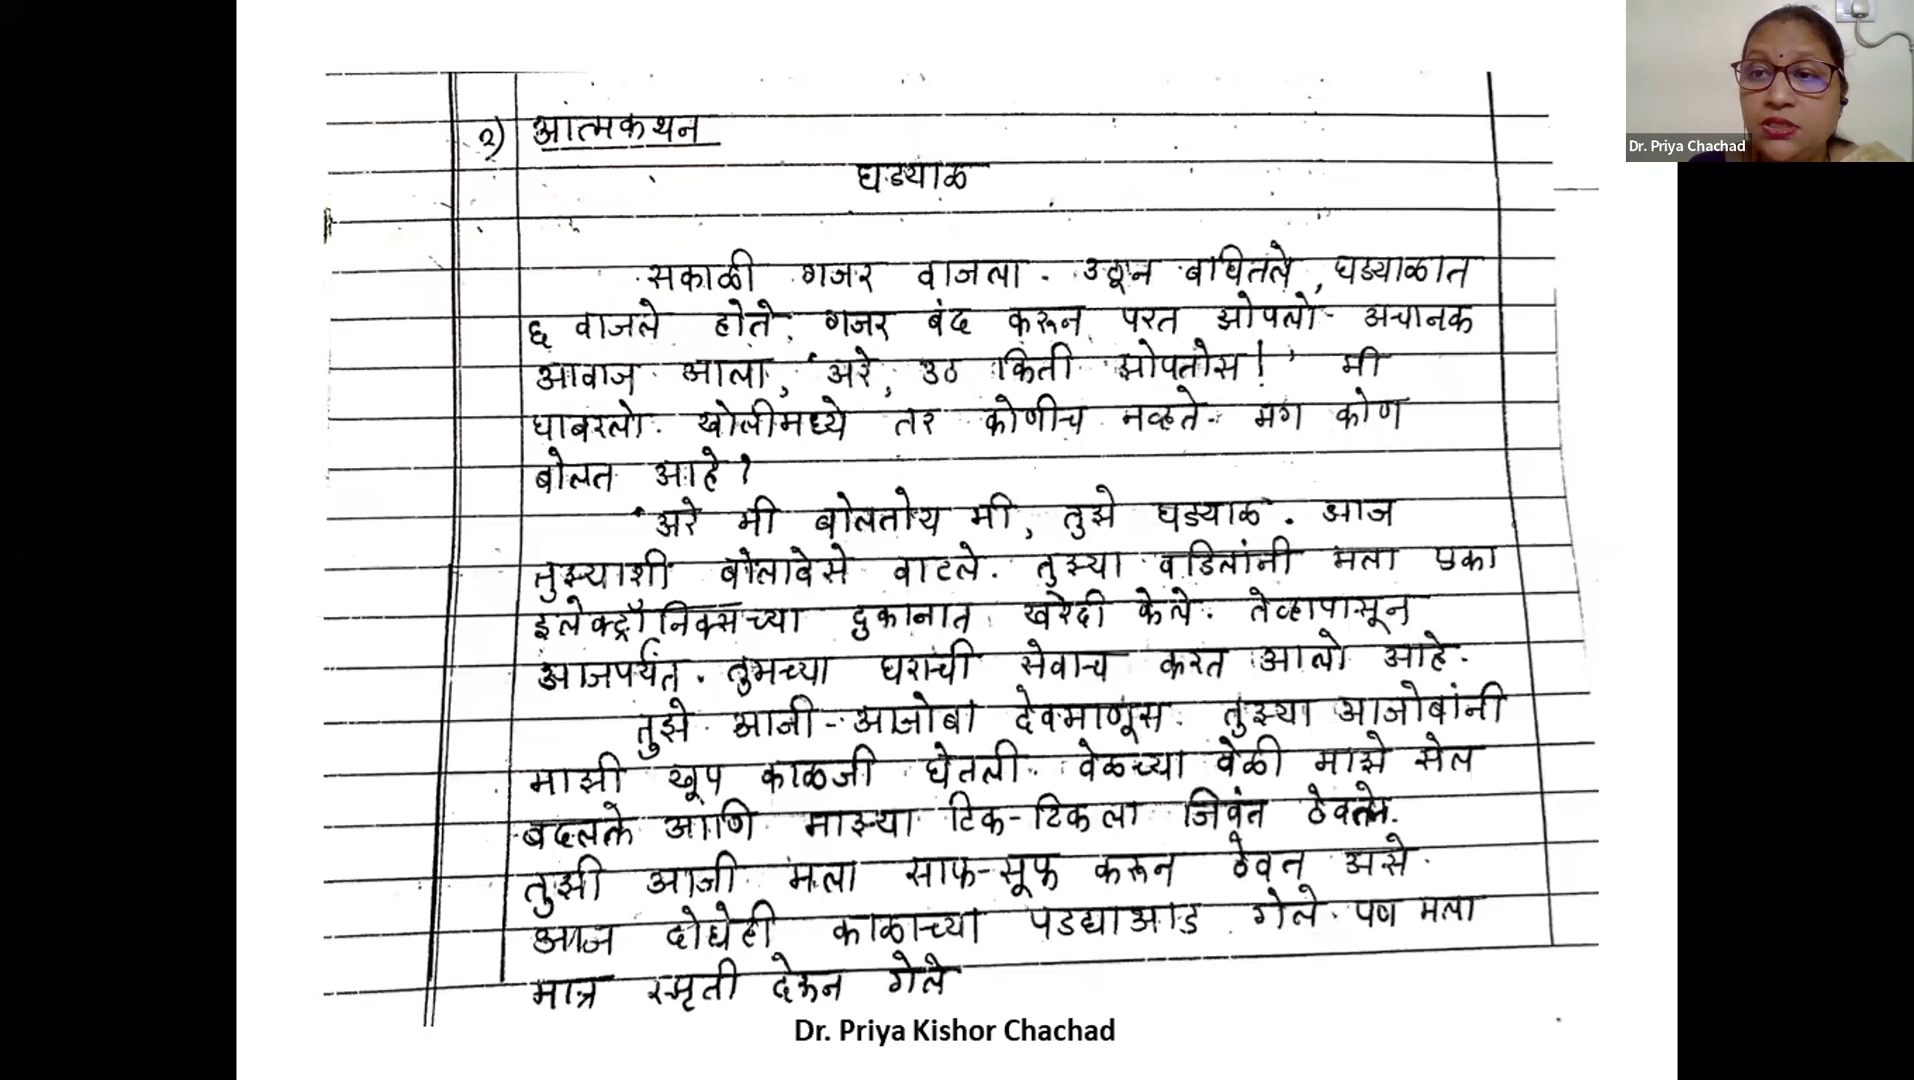 Dr. Priya Chachad
२) आत्मकथन
घड्याळ
सकाळी गजर वाजला. उठून बघितले, घड्याळात
६ वाजले होते. गजर बंद करून परत झोपलो. अचानक
आवाज आला, 'अरे, उठ किती झोपतोस!' मी
घाबरलो. खोलीमध्ये तर कोणीच नव्हते. मग कोण
बोलत आहे?
'अरे मी बोलतोय मी, तुझे घड्याळ. आज
तुझ्याशी बोलावेसे वाटले. तुझ्या वडिलांनी मला एका
इलेक्ट्रॉनिक्सच्या दुकानात खरेदी केले. तेव्हापासून
आजपर्यंत. तुमच्या घराची सेवाच करत आलो आहे.
तुझे आजी-आजोबा देवमाणूस. तुझ्या आजोबांनी
माझी खूप काळजी घेतली. वेळच्या वेळी माझे सेल
बदलले आणि माझ्या टिक-टिकला जिवंत ठेवले.
तुझी आजी मला साफ-सूफ करून ठेवत असे.
आज दोघेही काळाच्या पडद्याआड गेले. पण मला
मात्र स्मृती देऊन गेले
Dr. Priya Kishor Chachad